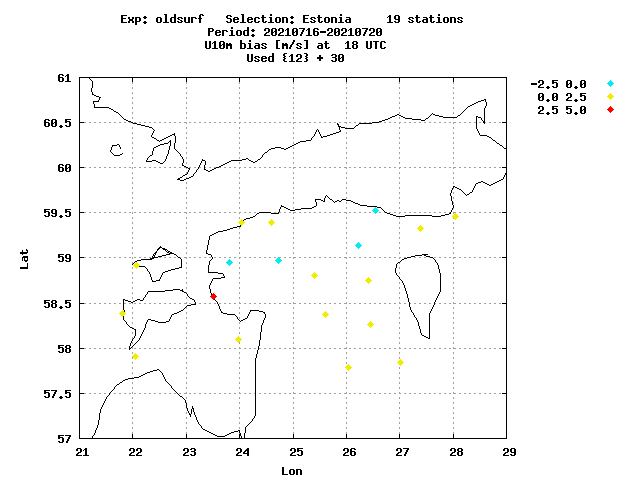 Exp: oldsurf   Selection: Estonia     19 stations
Period: 20210716-20210720
U10m bias [m/s] at  18 UTC
Used {12} + 30
-2.5 0.0
0.0 2.5
2.5 5.0
61
60.5
60
59.5
59
58.5
58
57.5
57
Lat
21 22 23 24 25 26 27 28 29
Lon